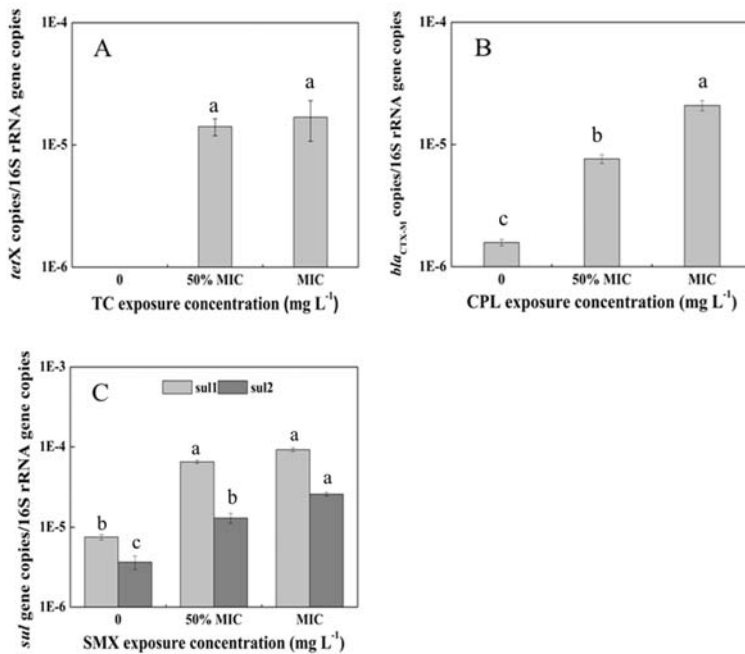 A
tetX copies/16S rRNA gene copies
1E-4
1E-5
1E-6
a
a
0
50% MIC
MIC
TC exposure concentration (mg L⁻¹)
B
bla_CTX-M copies/16S rRNA gene copies
1E-4
1E-5
1E-6
c
b
a
0
50% MIC
MIC
CPL exposure concentration (mg L⁻¹)
C
sul1
sul2
sul gene copies/16S rRNA gene copies
1E-3
1E-4
1E-5
1E-6
b
c
a
b
a
a
0
50% MIC
MIC
SMX exposure concentration (mg L⁻¹)